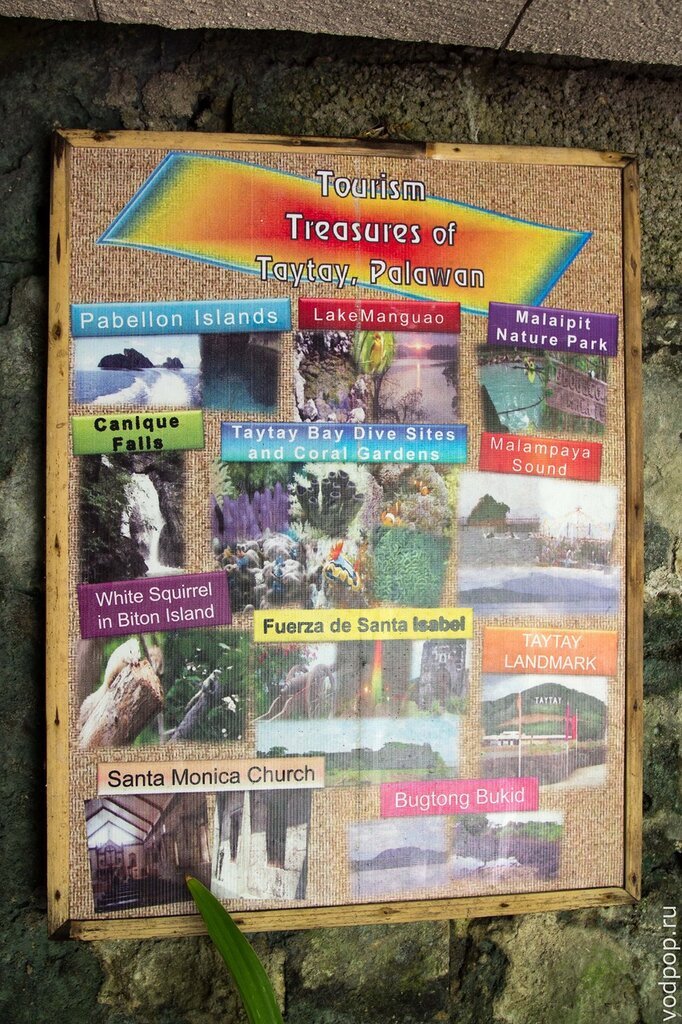 Tourism
Treasures of
Taytay, Palawan
Pabellon Islands
LakeManguao
Malaipit
Nature Park
Canique
Falls
Taytay Bay Dive Sites
and Coral Gardens
Malampaya
Sound
White Squirrel
in Biton Island
Fuerza de Santa Isabel
TAYTAY
LANDMARK
TAYTAY
Santa Monica Church
Bugtong Bukid
vodpop.ru